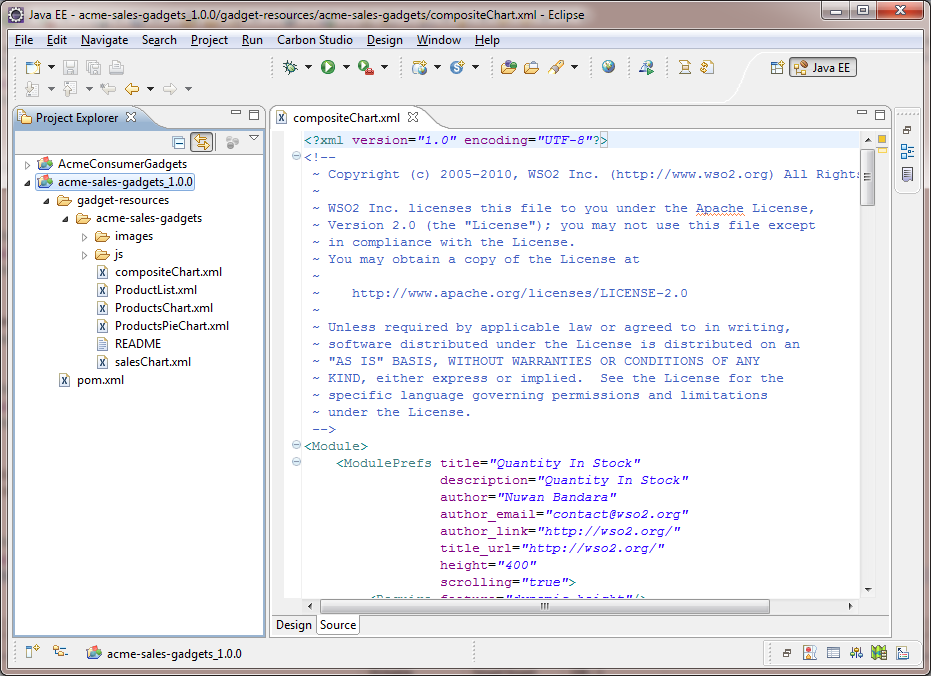 Java EE - acme-sales-gadgets_1.0.0/gadget-resources/acme-sales-gadgets/compositeChart.xml - Eclipse
File Edit Navigate Search Project Run Carbon Studio Design Window Help
Java EE
Project Explorer
AcmeConsumerGadgets
acme-sales-gadgets_1.0.0
gadget-resources
acme-sales-gadgets
images
js
compositeChart.xml
ProductList.xml
ProductsChart.xml
ProductsPieChart.xml
README
salesChart.xml
pom.xml
compositeChart.xml
<?xml version="1.0" encoding="UTF-8"?>
<!--
~ Copyright (c) 2005-2010, WSO2 Inc. (http://www.wso2.org) All Rights
~
~ WSO2 Inc. licenses this file to you under the Apache License,
~ Version 2.0 (the "License"); you may not use this file except
~ in compliance with the License.
~ You may obtain a copy of the License at
~
~    http://www.apache.org/licenses/LICENSE-2.0
~
~ Unless required by applicable law or agreed to in writing,
~ software distributed under the License is distributed on an
~ "AS IS" BASIS, WITHOUT WARRANTIES OR CONDITIONS OF ANY
~ KIND, either express or implied.  See the License for the
~ specific language governing permissions and limitations
~ under the License.
-->
<Module>
<ModulePrefs title="Quantity In Stock"
description="Quantity In Stock"
author="Nuwan Bandara"
author_email="contact@wso2.org"
author_link="http://wso2.org/"
title_url="http://wso2.org/"
height="400"
scrolling="true">
<Require feature="dynamic-height"/>
Design Source
acme-sales-gadgets_1.0.0